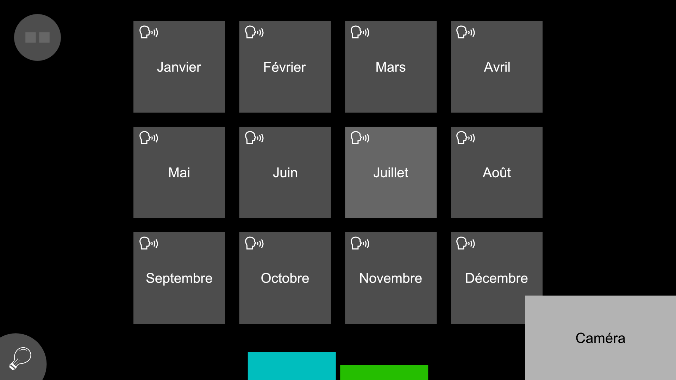 Janvier
Février
Mars
Avril
Mai
Juin
Juillet
Août
Septembre
Octobre
Novembre
Décembre
Caméra